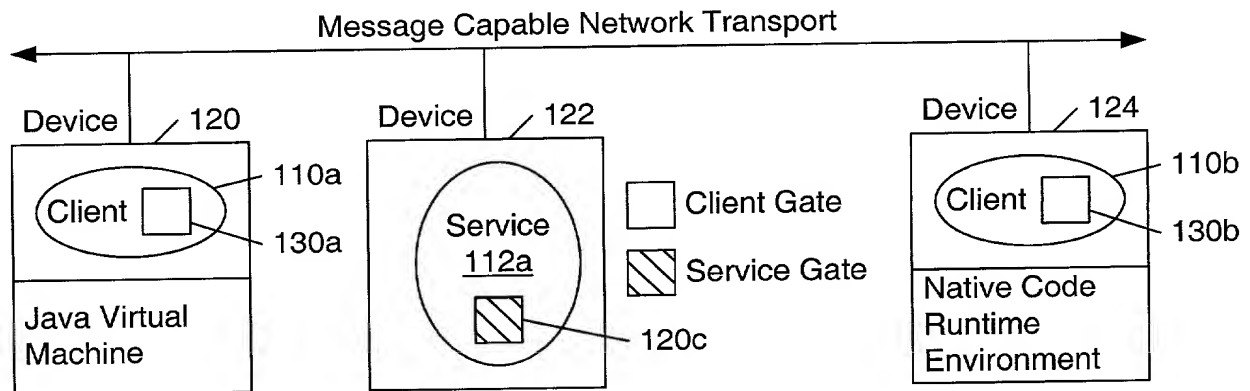 Message Capable Network Transport
Device
120
Device
122
Device
124
Client
110a
130a
Java Virtual
Machine
Service
112a
120c
Client Gate
Service Gate
Client
110b
130b
Native Code
Runtime
Environment